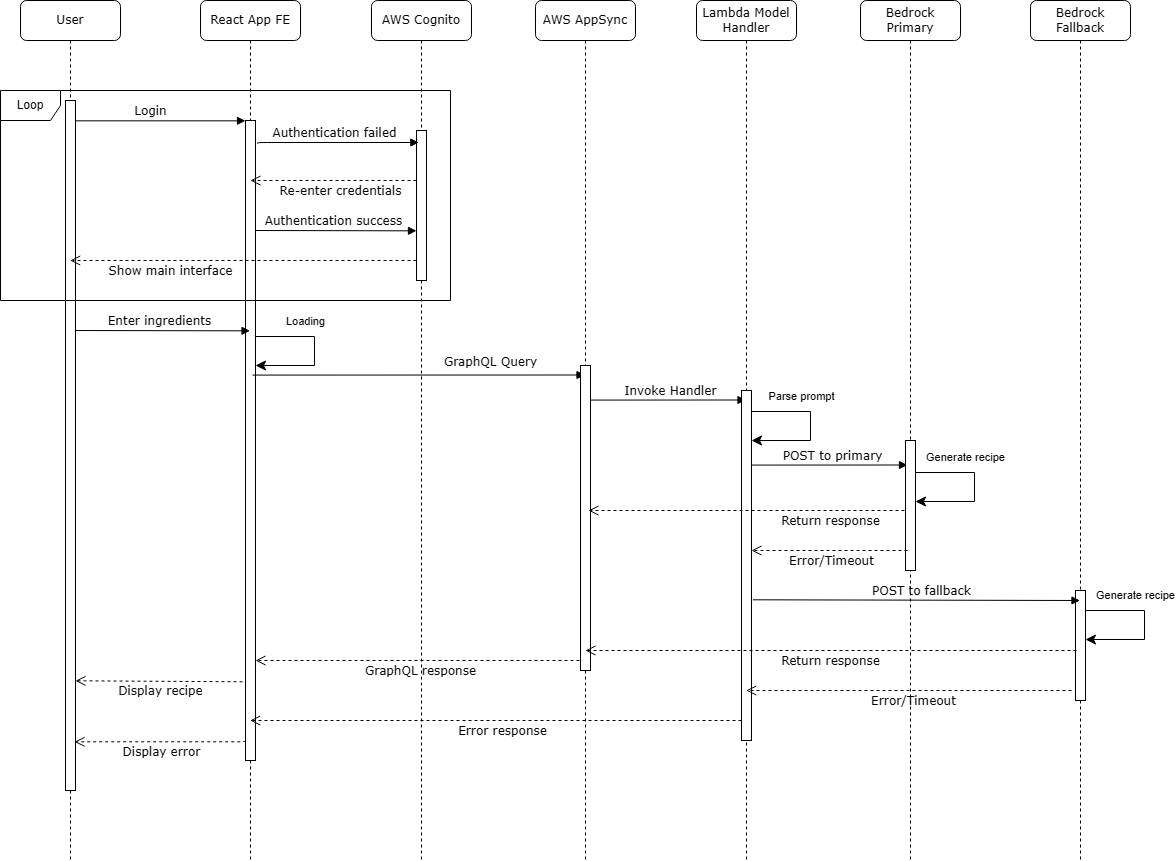 User
React App FE
AWS Cognito
AWS AppSync
Lambda Model
Handler
Bedrock
Primary
Bedrock
Fallback
Loop
Login
Authentication failed
Re-enter credentials
Authentication success
Show main interface
Enter ingredients
Loading
GraphQL Query
Invoke Handler
Parse prompt
POST to primary
Generate recipe
Return response
Error/Timeout
POST to fallback
Generate recipe
Return response
GraphQL response
Display recipe
Error/Timeout
Error response
Display error